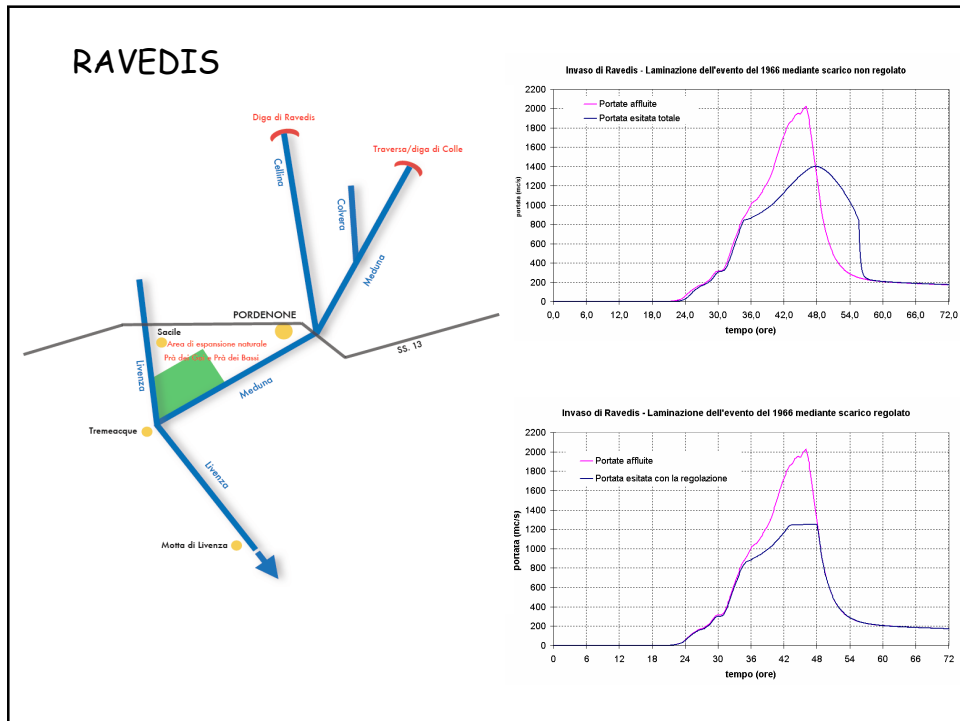 RAVEDIS
Diga di Ravedis
Traversa/diga di Colle
Cellina
Colvera
Meduna
PORDENONE
SS. 13
Sacile
Area di espansione naturale
Prà dei e Prà dei Bassi
Livenza
Meduna
Tremeacque
Livenza
Motta di Livenza
Invaso di Ravedis - Laminazione dell'evento del 1966 mediante scarico non regolato
portata (mc/s)
2200
2000
1800
1600
1400
1200
1000
800
600
400
200
0
Portate affluite
Portata esitata totale
0,0 6,0 12,0 18,0 24,0 30,0 36,0 42,0 48,0 54,0 60,0 66,0 72,0
tempo (ore)
Invaso di Ravedis - Laminazione dell'evento del 1966 mediante scarico regolato
portata (mc/s)
2200
2000
1800
1600
1400
1200
1000
800
600
400
200
0
Portate affluite
Portata esitata con la regolazione
0 6 12 18 24 30 36 42 48 54 60 66 72
tempo (ore)